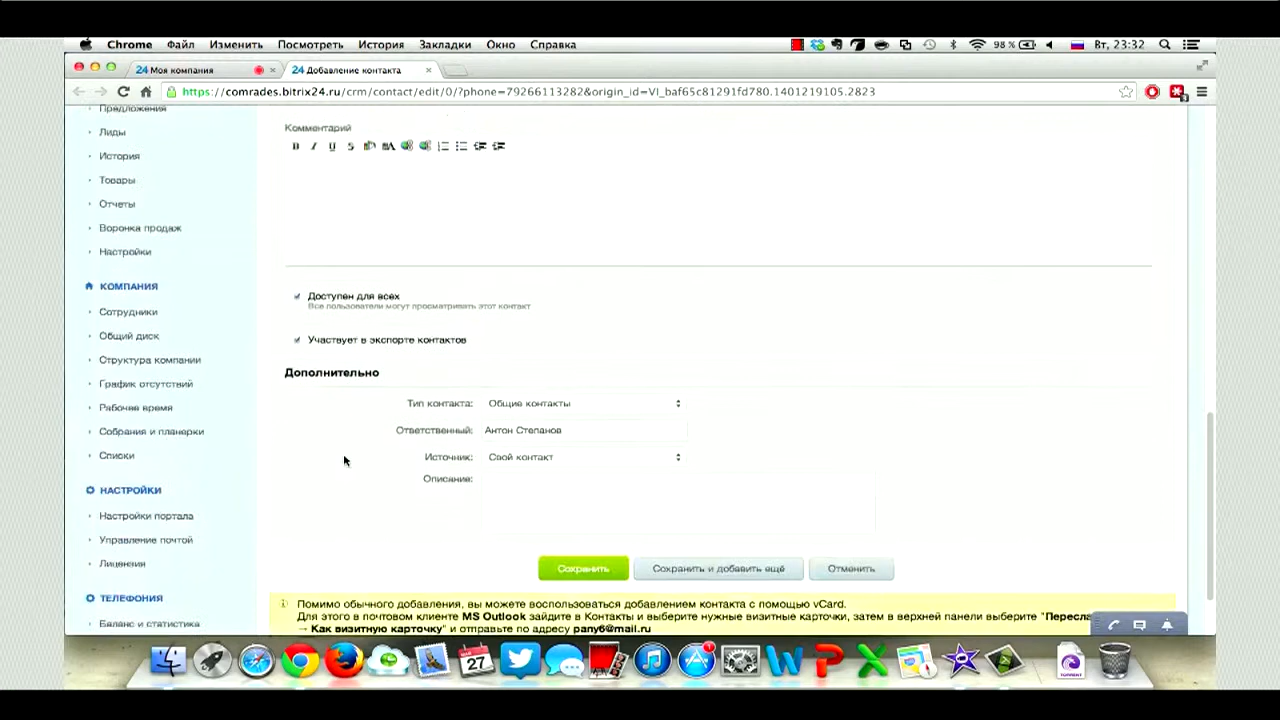 Chrome Файл Изменить Посмотреть История Закладки Окно Справка 98 % Вт, 23:32
24 Моя компания 24 Добавление контакта
https://comrades.bitrix24.ru/crm/contact/edit/0/?phone=79266113282&origin_id=VI_baf65c81291fd780.1401219105.2823
Предложения
Лиды
История
Товары
Отчеты
Воронка продаж
Настройки
КОМПАНИЯ
Сотрудники
Общий диск
Структура компании
График отсутствий
Рабочее время
Собрания и планерки
Списки
НАСТРОЙКИ
Настройки портала
Управление почтой
Лицензия
ТЕЛЕФОНИЯ
Баланс и статистика
Комментарий
B I U S
Доступен для всех
Все пользователи могут просматривать этот контакт
Участвует в экспорте контактов
Дополнительно
Тип контакта: Общие контакты
Ответственный: Антон Степанов
Источник: Свой контакт
Описание:
Сохранить Сохранить и добавить ещё Отменить
Помимо обычного добавления, вы можете воспользоваться добавлением контакта с помощью vCard.
Для этого в почтовом клиенте MS Outlook зайдите в Контакты и выберите нужные визитные карточки, затем в верхней панели выберите "Пересла
→ Как визитную карточку" и отправьте по адресу pany6@mail.ru
27
1